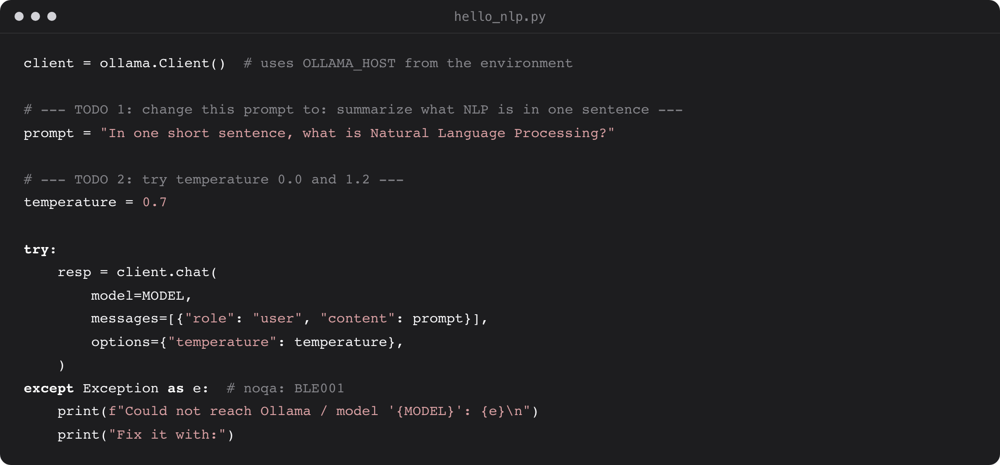 hello_nlp.py
client = ollama.Client()  # uses OLLAMA_HOST from the environment
# --- TODO 1: change this prompt to: summarize what NLP is in one sentence ---
prompt = "In one short sentence, what is Natural Language Processing?"
# --- TODO 2: try temperature 0.0 and 1.2 ---
temperature = 0.7
try:
    resp = client.chat(
        model=MODEL,
        messages=[{"role": "user", "content": prompt}],
        options={"temperature": temperature},
    )
except Exception as e:  # noqa: BLE001
    print(f"Could not reach Ollama / model '{MODEL}': {e}\n")
    print("Fix it with:")